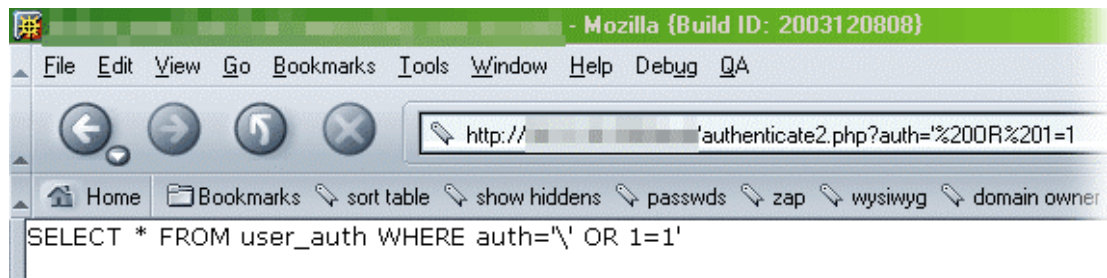 - Mozilla {Build ID: 2003120808}
File Edit View Go Bookmarks Tools Window Help Debug QA
http:// 'authenticate2.php?auth='%20OR%201=1
Home Bookmarks sort table show hiddens passwds zap wysiwyg domain owner
SELECT * FROM user_auth WHERE auth='\' OR 1=1'